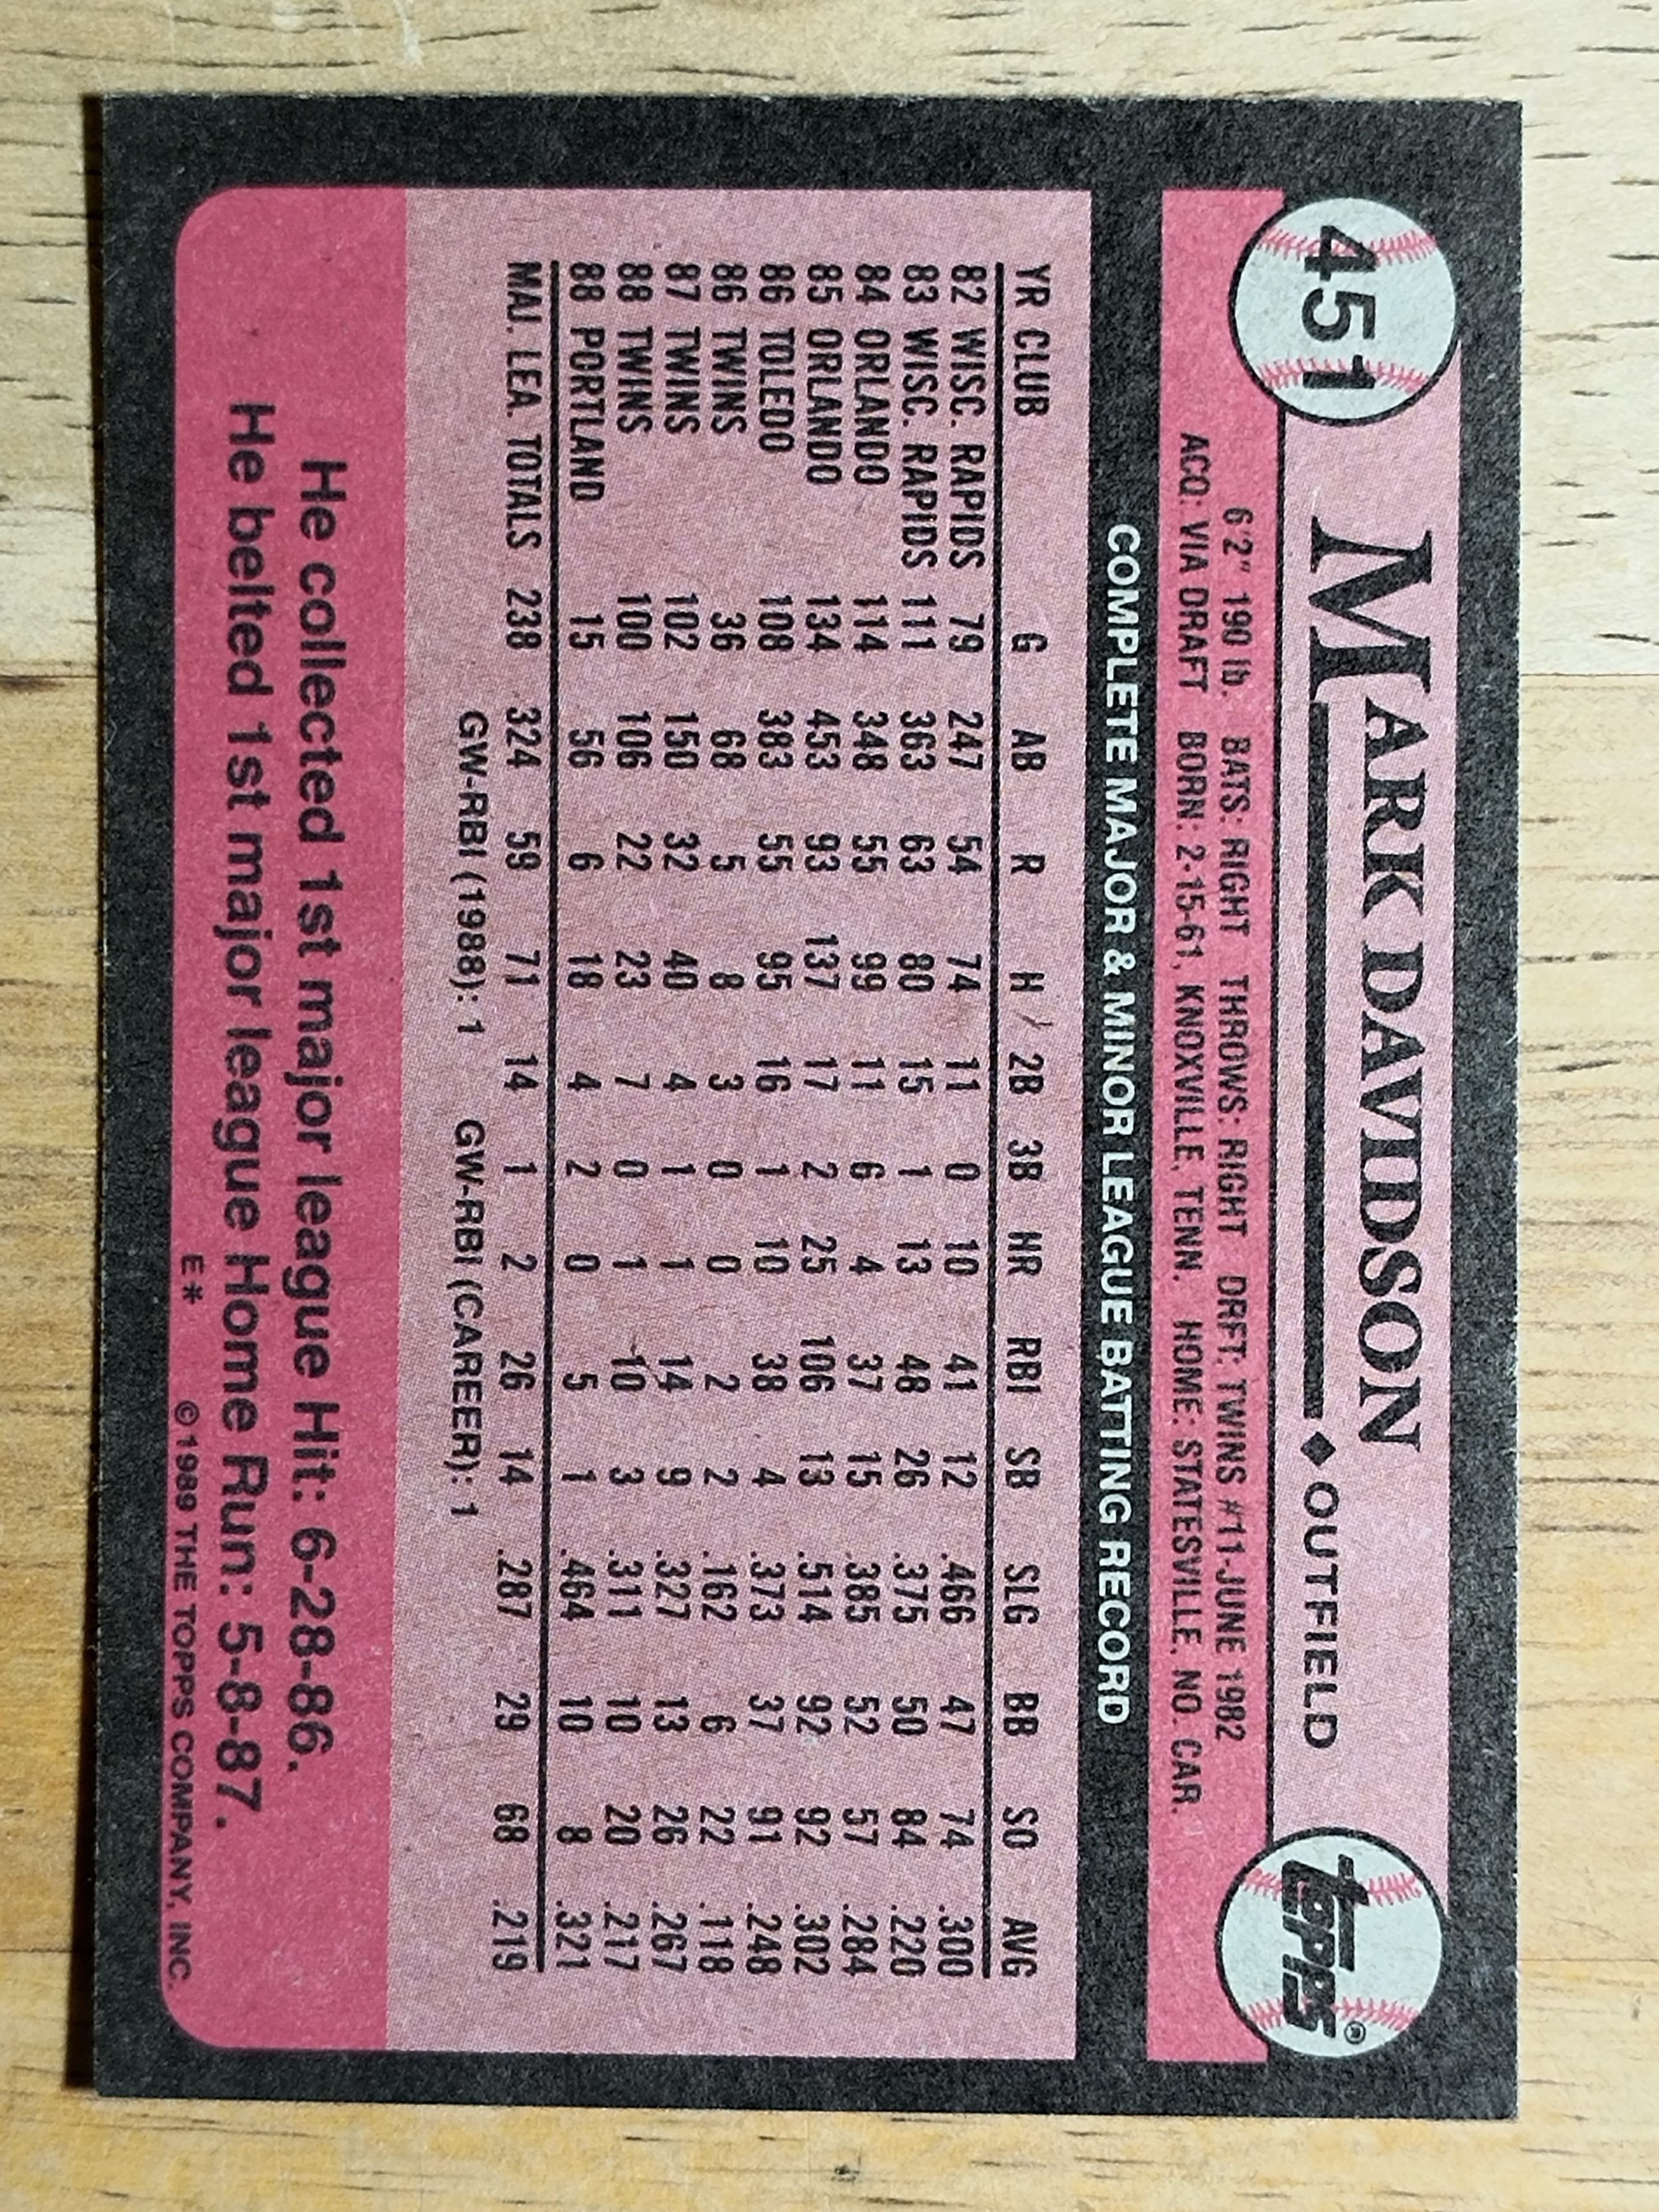 451 MARK DAVIDSON ◆ OUTFIELD topps®
6'2" 190 lb. BATS: RIGHT THROWS: RIGHT DRFT: TWINS #11-JUNE 1982
ACQ: VIA DRAFT BORN: 2-15-61, KNOXVILLE, TENN. HOME: STATESVILLE, NO. CAR.
COMPLETE MAJOR & MINOR LEAGUE BATTING RECORD
YR CLUB G AB R H / 2B 3B HR RBI SB SLG BB SO AVG
82 WISC. RAPIDS 79 247 54 74 11 0 10 41 12 .466 47 74 .300
83 WISC. RAPIDS 111 363 63 80 15 1 13 48 26 .375 50 84 .220
84 ORLANDO 114 348 55 99 11 6 4 37 15 .385 52 57 .284
85 ORLANDO 134 453 93 137 17 2 25 106 13 .514 92 92 .302
86 TOLEDO 108 383 55 95 16 1 10 38 4 .373 37 91 .248
86 TWINS 36 68 5 8 3 0 0 2 2 .162 6 22 .118
87 TWINS 102 150 32 40 4 1 1 14 9 .327 13 26 .267
88 TWINS 100 106 22 23 7 0 1 10 3 .311 10 20 .217
88 PORTLAND 15 56 6 18 4 2 0 5 1 .464 10 8 .321
MAJ. LEA. TOTALS 238 324 59 71 14 1 2 26 14 .287 29 68 .219
GW-RBI (1988): 1 GW-RBI (CAREER): 1
He collected 1st major league Hit: 6-28-86.
He belted 1st major league Home Run: 5-8-87.
E* © 1989 THE TOPPS COMPANY, INC.